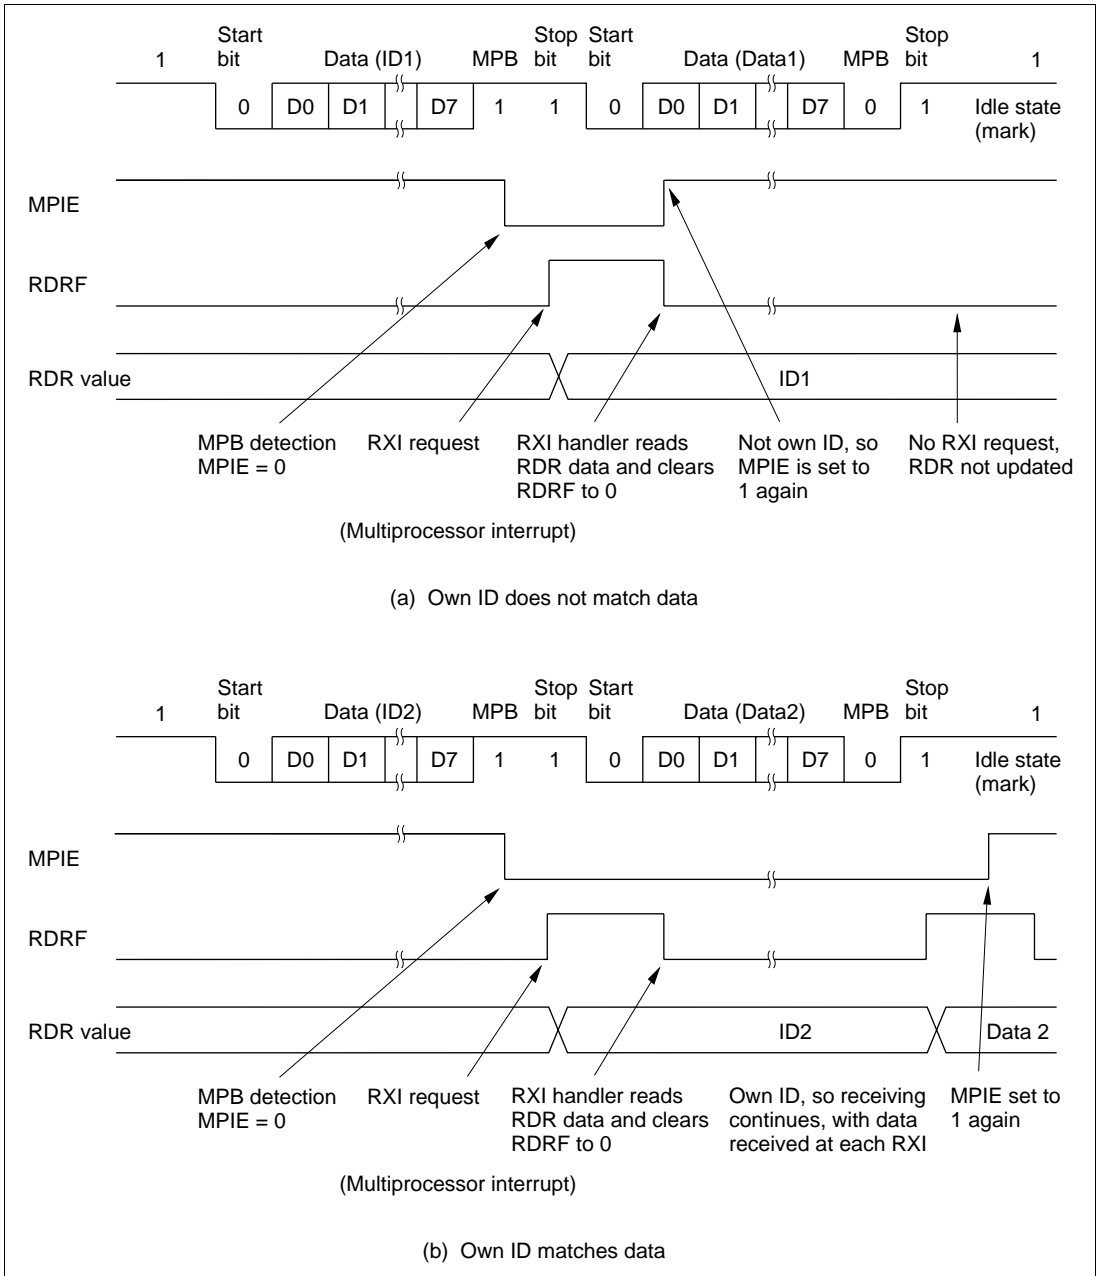 Start Stop Start Stop
1 bit Data (ID1) MPB bit bit Data (Data1) MPB bit 1
0 D0 D1 D7 1 1 0 D0 D1 D7 0 1 Idle state
(mark)
MPIE
RDRF
RDR value ID1
MPB detection
MPIE = 0
RXI request
RXI handler reads
RDR data and clears
RDRF to 0
Not own ID, so
MPIE is set to
1 again
No RXI request,
RDR not updated
(Multiprocessor interrupt)
(a) Own ID does not match data
Start Stop Start Stop
1 bit Data (ID2) MPB bit bit Data (Data2) MPB bit 1
0 D0 D1 D7 1 1 0 D0 D1 D7 0 1 Idle state
(mark)
MPIE
RDRF
RDR value ID2 Data 2
MPB detection
MPIE = 0
RXI request
RXI handler reads
RDR data and clears
RDRF to 0
Own ID, so receiving
continues, with data
received at each RXI
MPIE set to
1 again
(Multiprocessor interrupt)
(b) Own ID matches data